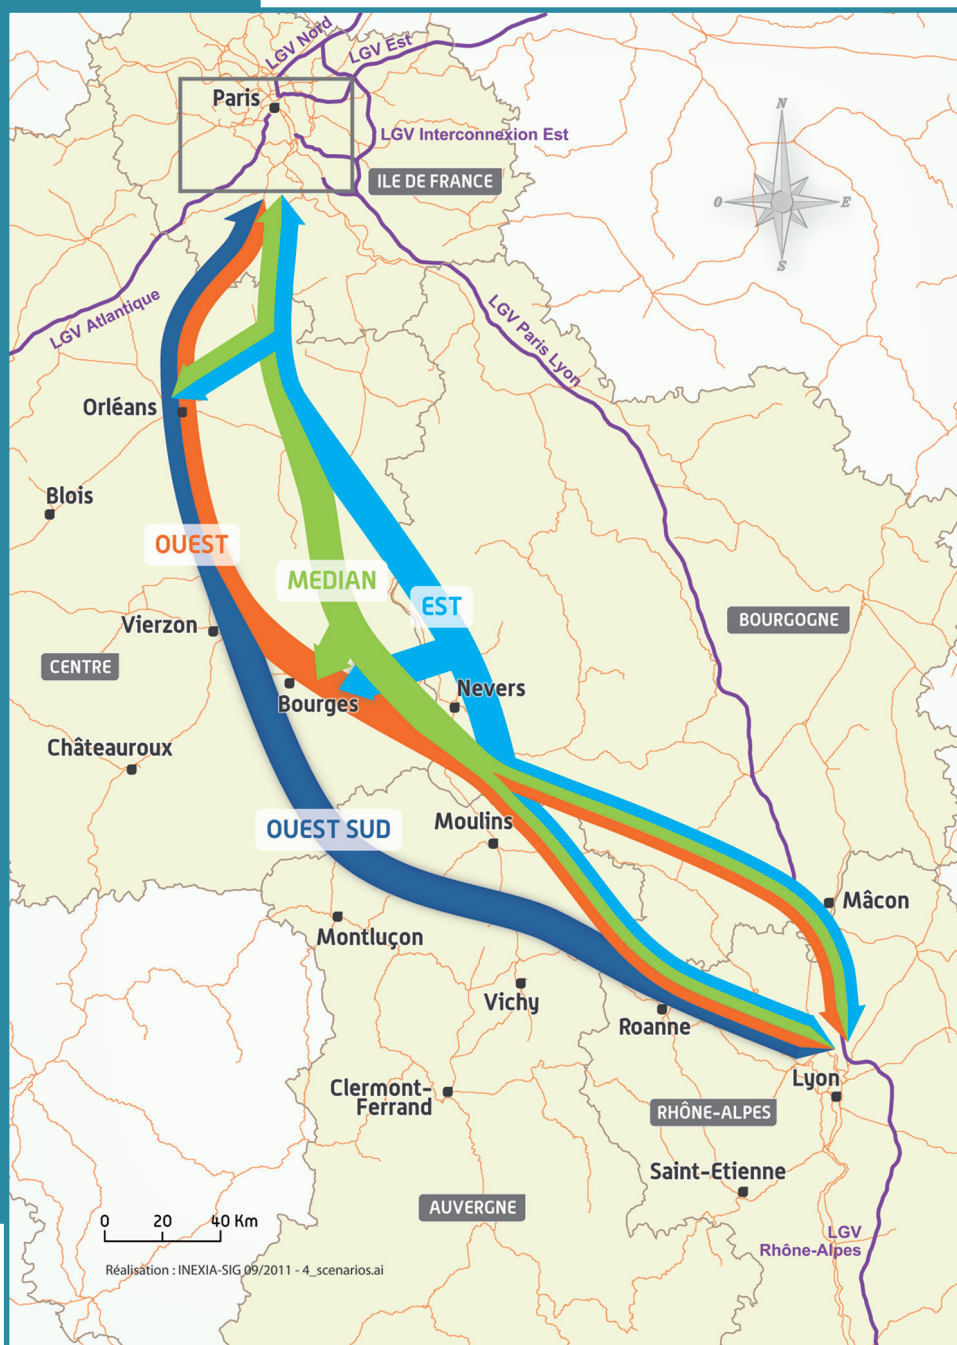 LGV Nord
LGV Est
Paris
LGV Interconnexion Est
ILE DE FRANCE
N
O
E
S
LGV Atlantique
LGV Paris Lyon
Orléans
Blois
OUEST
MEDIAN
EST
Vierzon
BOURGOGNE
CENTRE
Nevers
Bourges
Châteauroux
OUEST SUD
Moulins
Mâcon
Montluçon
Vichy
Roanne
Lyon
Clermont-
Ferrand
RHÔNE-ALPES
Saint-Etienne
AUVERGNE
0 20 40 Km
LGV
Rhône-Alpes
Réalisation : INEXIA-SIG 09/2011 - 4_scenarios.ai